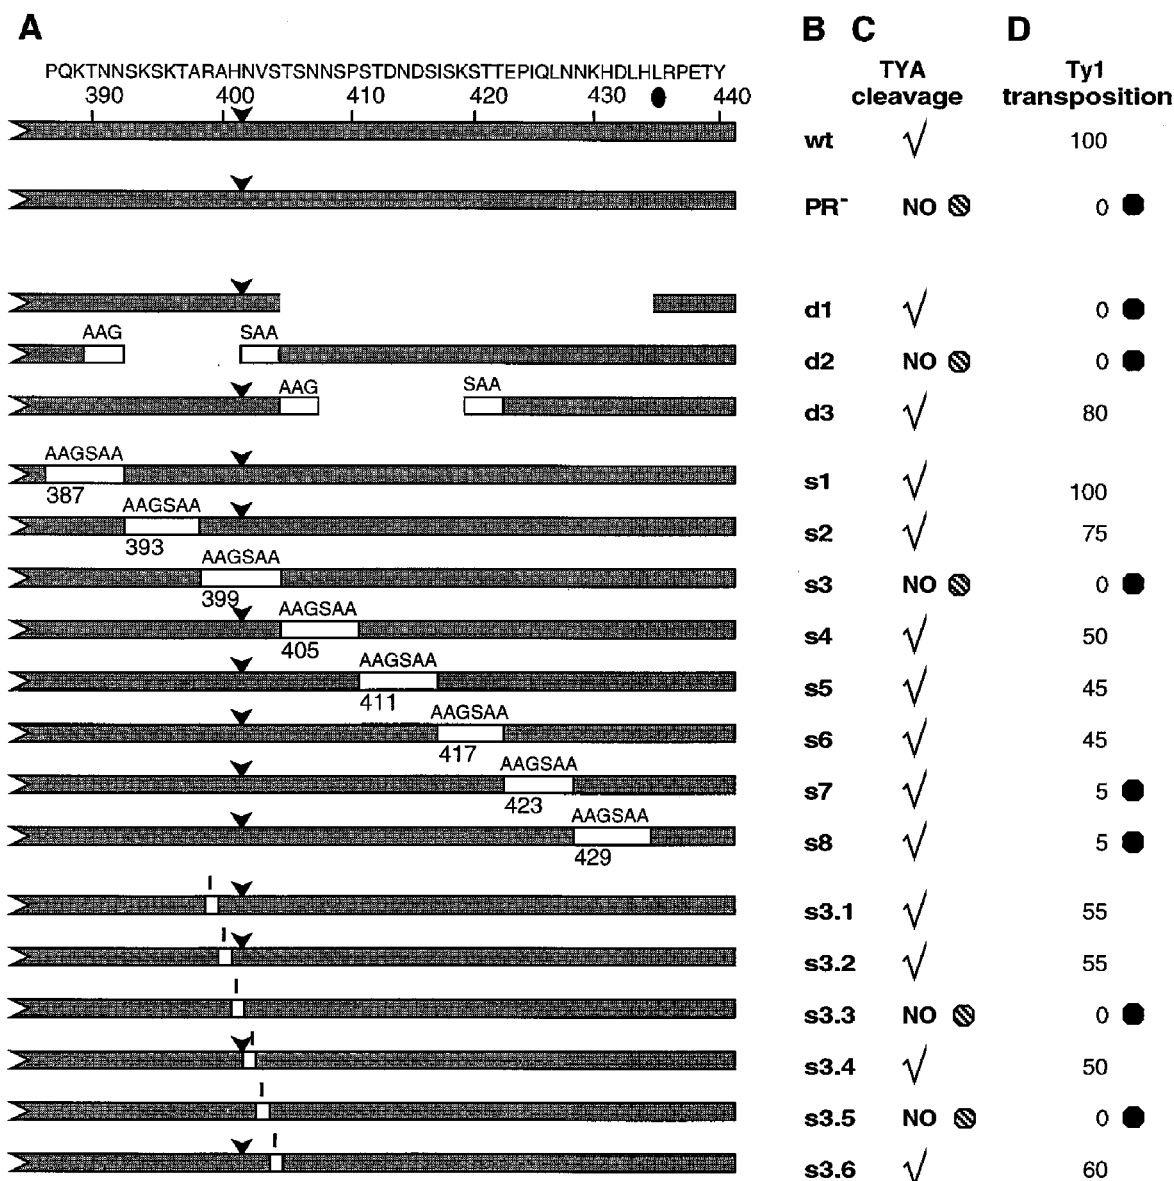 A B C D
PQKTNNSKSKTARAHNVSTSNNSPSTDNDSISKSTTEPIQLNNKHDLHLRPETY
TYA cleavage
Ty1 transposition
390 400 410 420 430 440
wt √ 100
PR- NO 0
d1 √ 0
AAG SAA
d2 NO 0
AAG SAA
d3 √ 80
AAGSAA
387
s1 √ 100
AAGSAA
393
s2 √ 75
AAGSAA
399
s3 NO 0
AAGSAA
405
s4 √ 50
AAGSAA
411
s5 √ 45
AAGSAA
417
s6 √ 45
AAGSAA
423
s7 √ 5
AAGSAA
429
s8 √ 5
I
s3.1 √ 55
I
s3.2 √ 55
I
s3.3 NO 0
I
s3.4 √ 50
I
s3.5 NO 0
I
s3.6 √ 60